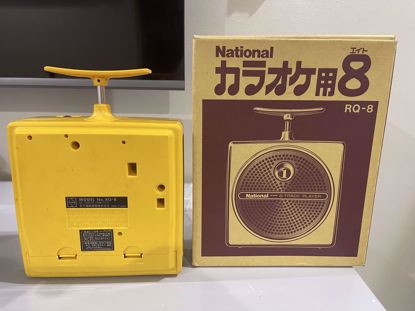 MODEL No. RQ-8
National
エイト
カラオケ用8
RQ-8
1
National
8-TRACK PLAYER